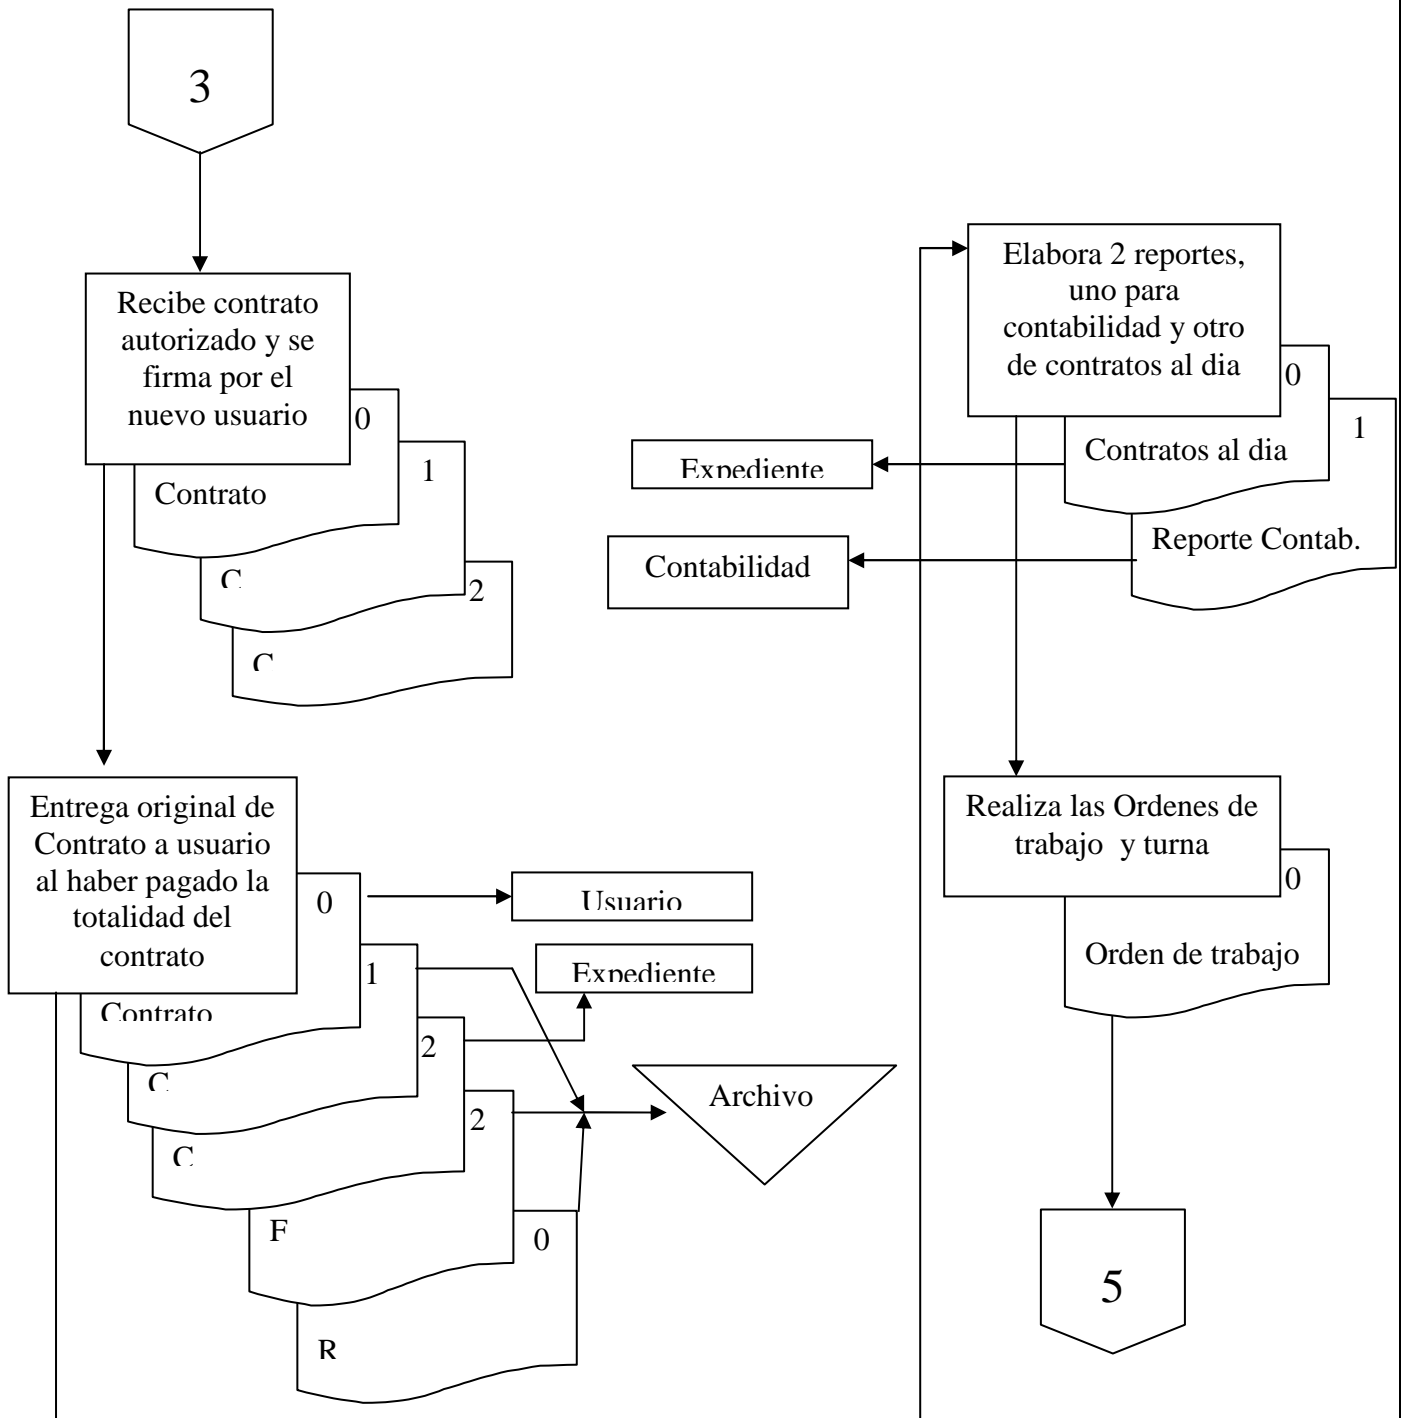 3
Recibe contrato
autorizado y se
firma por el
nuevo usuario
0
Contrato
1
C
2
C
Entrega original de
Contrato a usuario
al haber pagado la
totalidad del
contrato
0
Contrato
1
C
2
C
2
F
0
R
Usuario
Expediente
Archivo
Elabora 2 reportes,
uno para
contabilidad y otro
de contratos al dia
0
Contratos al dia
1
Reporte Contab.
Expediente
Contabilidad
Realiza las Ordenes de
trabajo y turna
0
Orden de trabajo
5